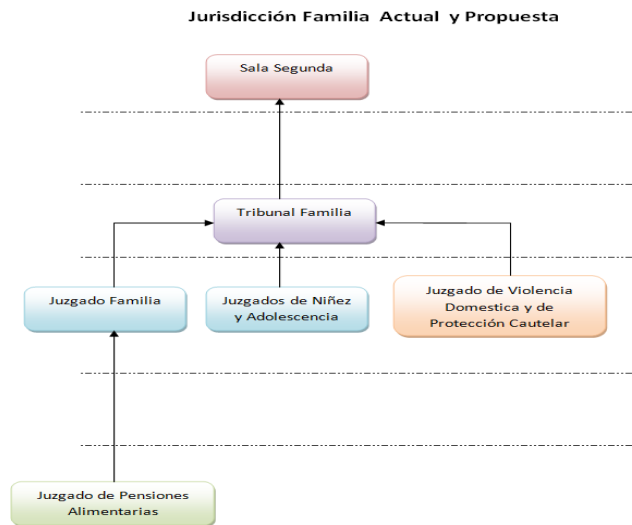 Jurisdicción Familia Actual y Propuesta
Sala Segunda
Tribunal Familia
Juzgado Familia
Juzgados de Niñez
y Adolescencia
Juzgado de Violencia
Domestica y de
Protección Cautelar
Juzgado de Pensiones
Alimentarias